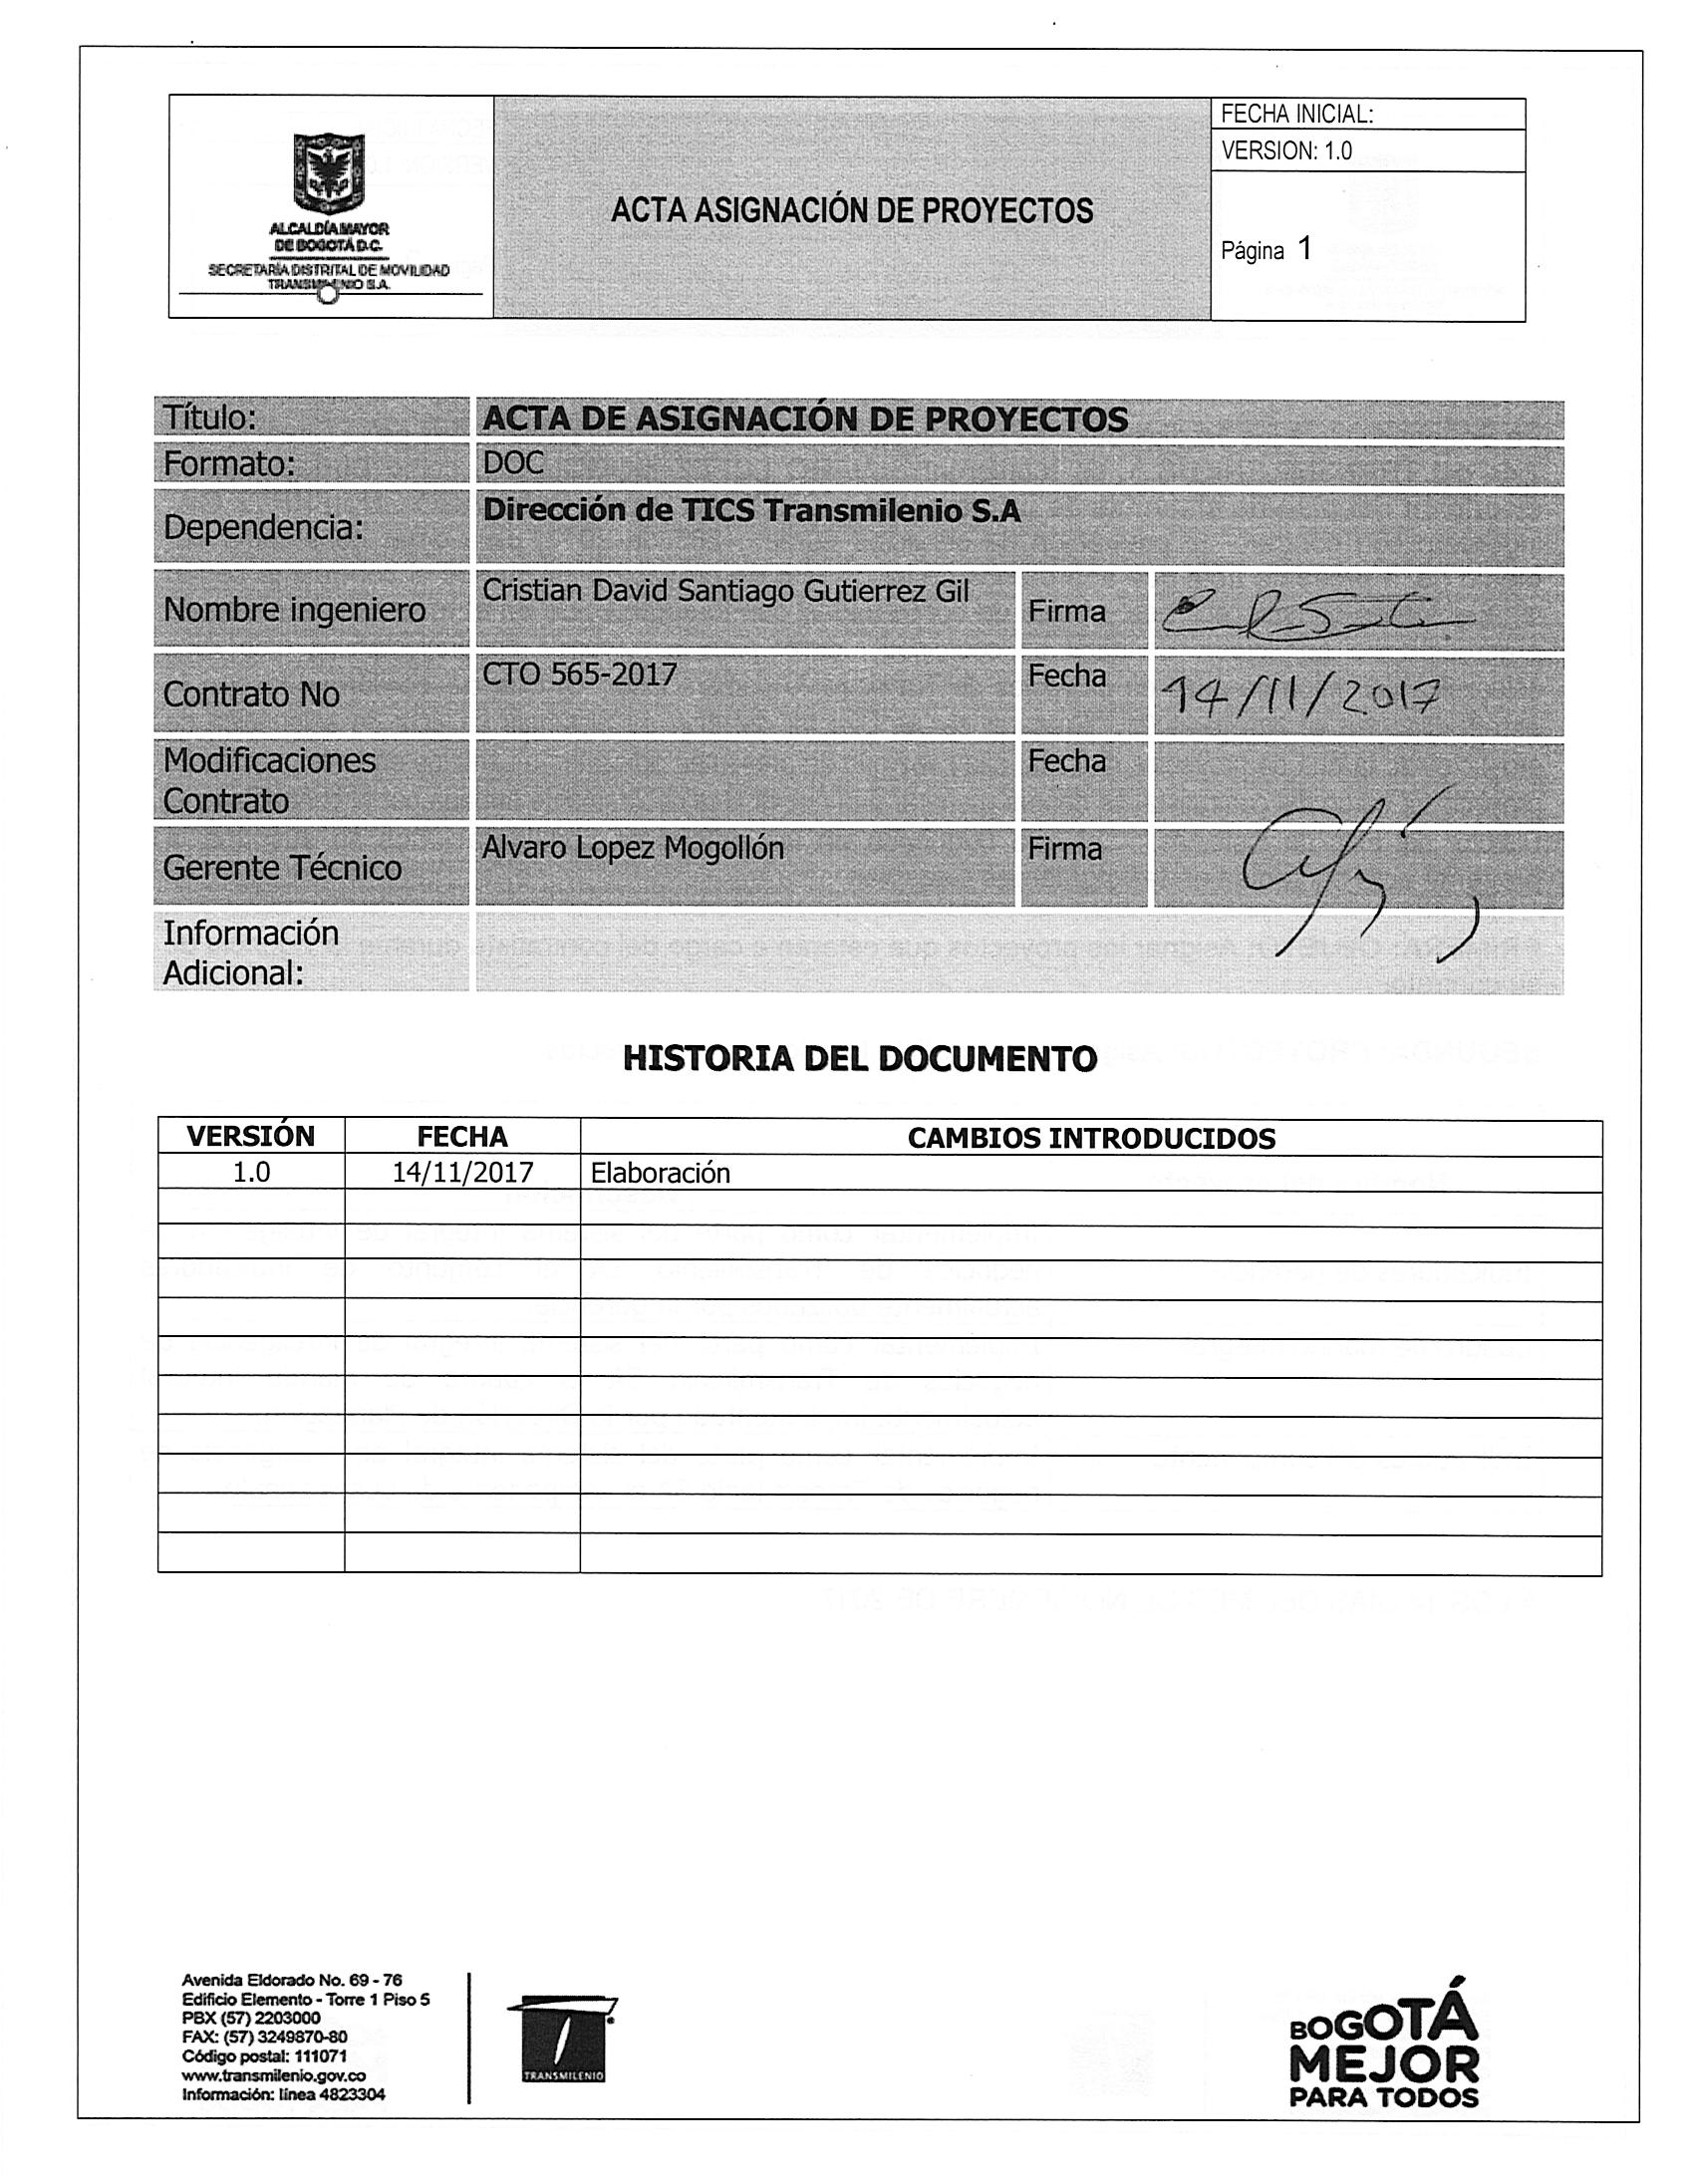 ALCALDÍA MAYOR
DE BOGOTÁ D.C.
SECRETARÍA DISTRITAL DE MOVILIDAD
TRANSMILENIO S.A.
ACTA ASIGNACIÓN DE PROYECTOS
FECHA INICIAL:
VERSION: 1.0
Página 1
Título: ACTA DE ASIGNACIÓN DE PROYECTOS
Formato: DOC
Dependencia: Dirección de TICS Transmilenio S.A
Nombre ingeniero Cristian David Santiago Gutierrez Gil Firma
Contrato No CTO 565-2017 Fecha 14/11/2017
Modificaciones
Contrato
Fecha
Gerente Técnico Alvaro Lopez Mogollón Firma
Información
Adicional:
HISTORIA DEL DOCUMENTO
VERSIÓN FECHA CAMBIOS INTRODUCIDOS
1.0 14/11/2017 Elaboración
Avenida Eldorado No. 69 - 76
Edificio Elemento - Torre 1 Piso 5
PBX (57) 2203000
FAX: (57) 3249870-80
Código postal: 111071
www.transmilenio.gov.co
Información: línea 4823304
TRANSMILENIO
BOGOTÁ
MEJOR
PARA TODOS